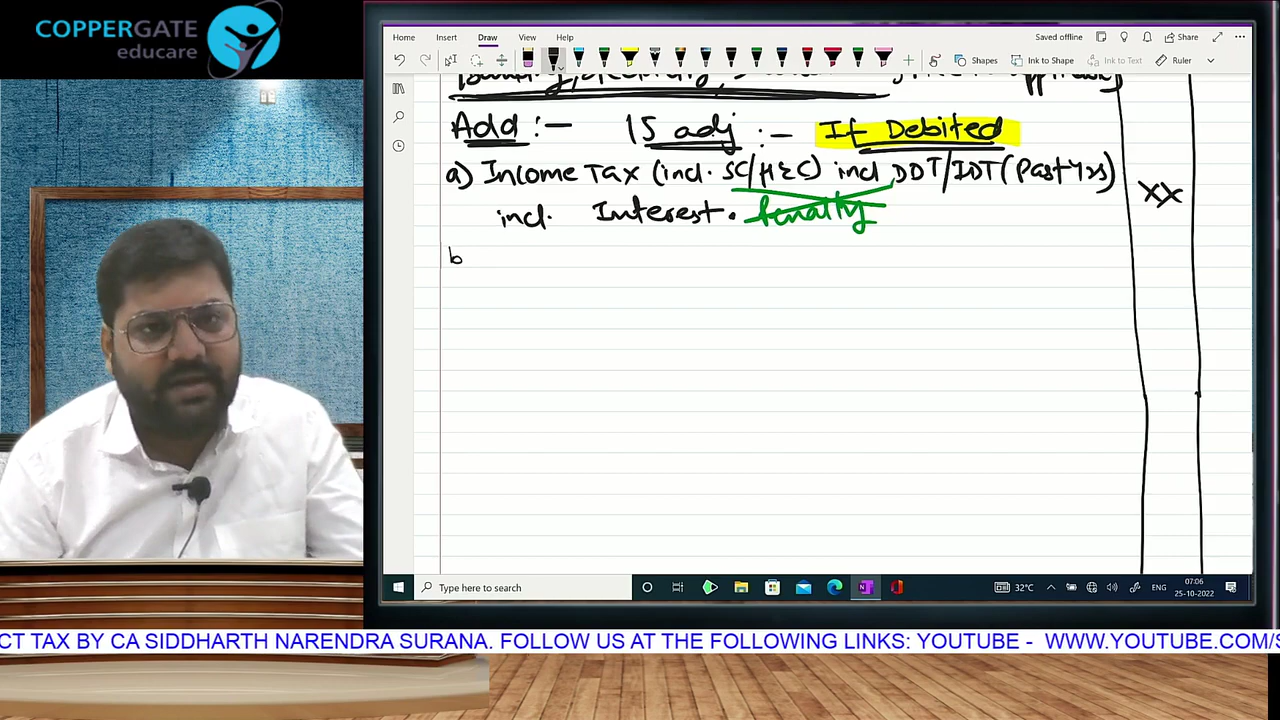 COPPERGATE
educare
Home Insert Draw View Help
Saved offline
Share
Shapes
Ink to Shape
Ink to Text
Ruler
Add :- 15 adj :- If Debited
a) Income Tax (incl. SC/HEC) incl DDT/IDT (Past Yrs)
XX
incl. Interest. Penalty
b
Type here to search
32°C
ENG
07:06
25-10-2022
CT TAX BY CA SIDDHARTH NARENDRA SURANA. FOLLOW US AT THE FOLLOWING LINKS: YOUTUBE - WWW.YOUTUBE.COM/S